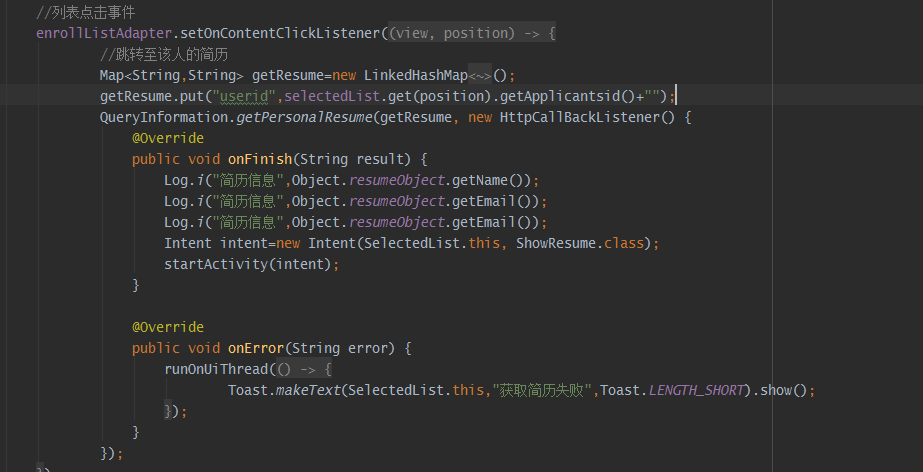 //列表点击事件
enrollListAdapter.setOnContentClickListener((view, position) -> {
//跳转至该人的简历
Map<String,String> getResume=new LinkedHashMap<~>();
getResume.put("userid",selectedList.get(position).getApplicantsid()+"");
QueryInformation.getPersonalResume(getResume, new HttpCallBackListener() {
@Override
public void onFinish(String result) {
Log.i("简历信息",Object.resumeObject.getName());
Log.i("简历信息",Object.resumeObject.getEmail());
Log.i("简历信息",Object.resumeObject.getEmail());
Intent intent=new Intent(SelectedList.this, ShowResume.class);
startActivity(intent);
}
@Override
public void onError(String error) {
runOnUiThread(() -> {
Toast.makeText(SelectedList.this,"获取简历失败",Toast.LENGTH_SHORT).show();
});
}
});